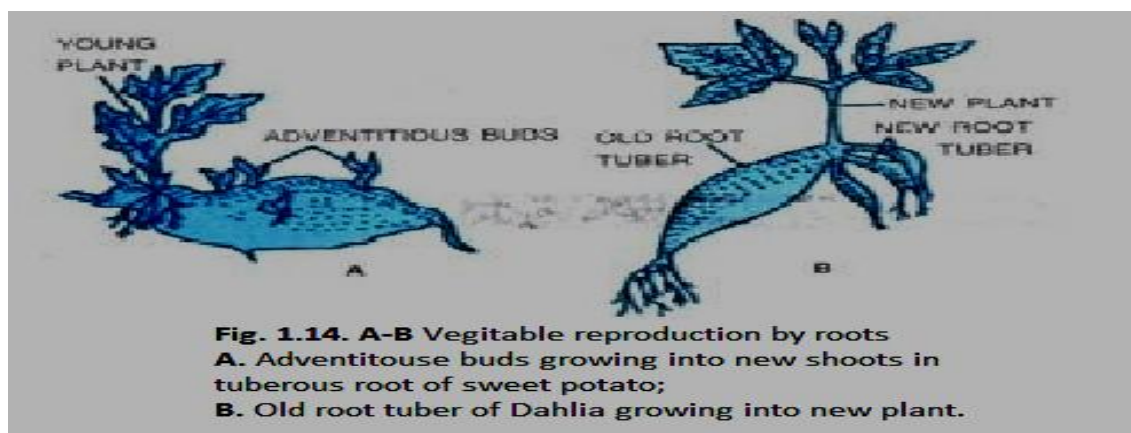 YOUNG
PLANT
ADVENTITIOUS BUDS
A
OLD ROOT
TUBER
NEW PLANT
NEW ROOT
TUBER
B
Fig. 1.14. A-B Vegitable reproduction by roots
A. Adventitouse buds growing into new shoots in
tuberous root of sweet potato;
B. Old root tuber of Dahlia growing into new plant.